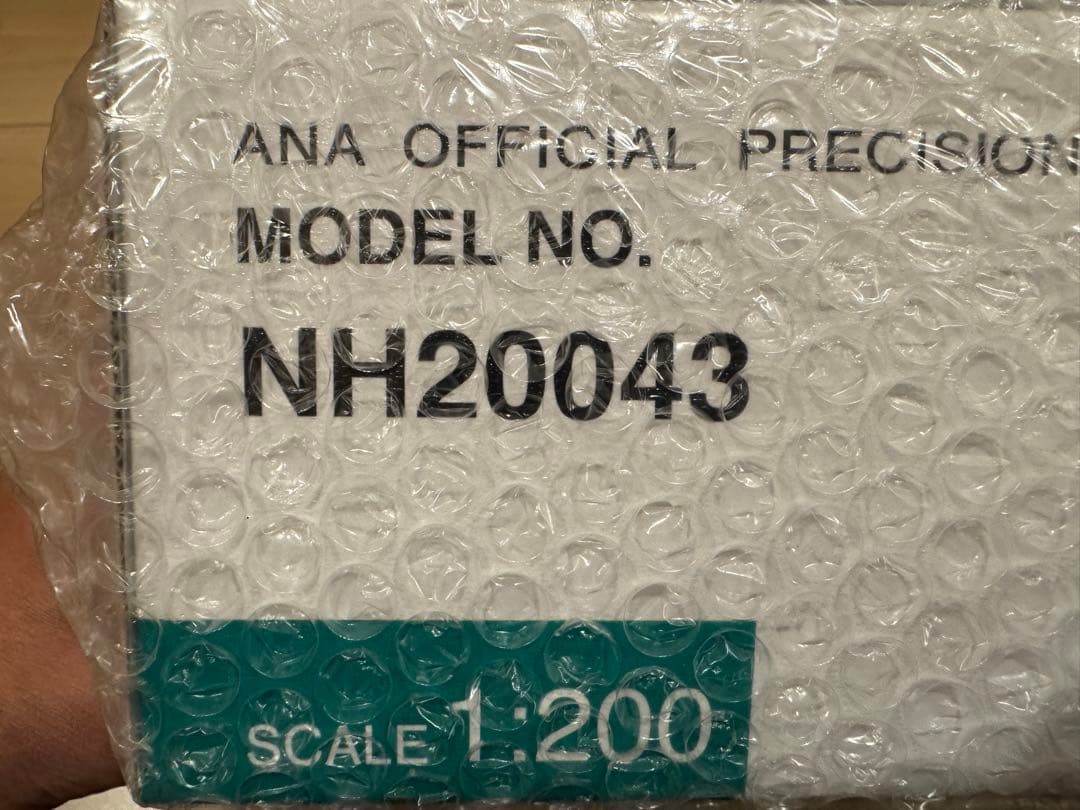 ANA OFFICIAL PRECISION
MODEL NO.
NH20043
SCALE 1:200